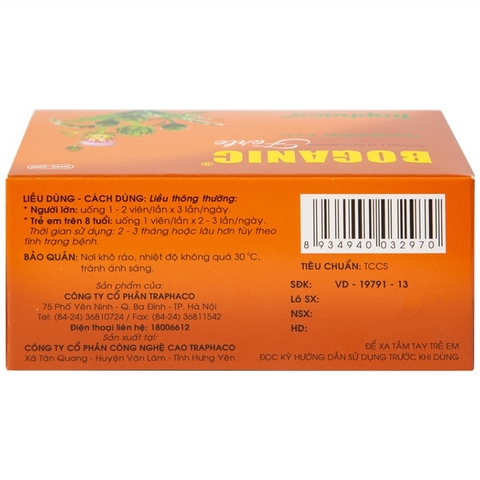 Traphaco
Forte
BOGANIC®
WHO-GMP
LIỀU DÙNG - CÁCH DÙNG: Liều thông thường:
* Người lớn: uống 1 - 2 viên/lần x 3 lần/ngày.
* Trẻ em trên 8 tuổi: uống 1 viên/lần x 2 - 3 lần/ngày.
Thời gian sử dụng: 2 - 3 tháng hoặc lâu hơn tùy theo
tình trạng bệnh.
BẢO QUẢN: Nơi khô ráo, nhiệt độ không quá 30°C,
tránh ánh sáng.
Sản xuất tại:
CÔNG TY CỔ PHẦN TRAPHACO
75 Phố Yên Ninh - Q. Ba Đình - TP. Hà Nội
Tel: (84-24) 36810724 / Fax: (84-24) 36811542
Điện thoại liên hệ: 18006612
Sản xuất tại:
CÔNG TY CỔ PHẦN CÔNG NGHỆ CAO TRAPHACO
Xã Tân Quang - Huyện Văn Lâm - Tỉnh Hưng Yên
8 934940 032970
TIÊU CHUẨN: TCCS
SĐK: VD - 19791 - 13
Lô SX:
NSX:
HD:
ĐỂ XA TẦM TAY TRẺ EM
ĐỌC KỸ HƯỚNG DẪN SỬ DỤNG TRƯỚC KHI DÙNG